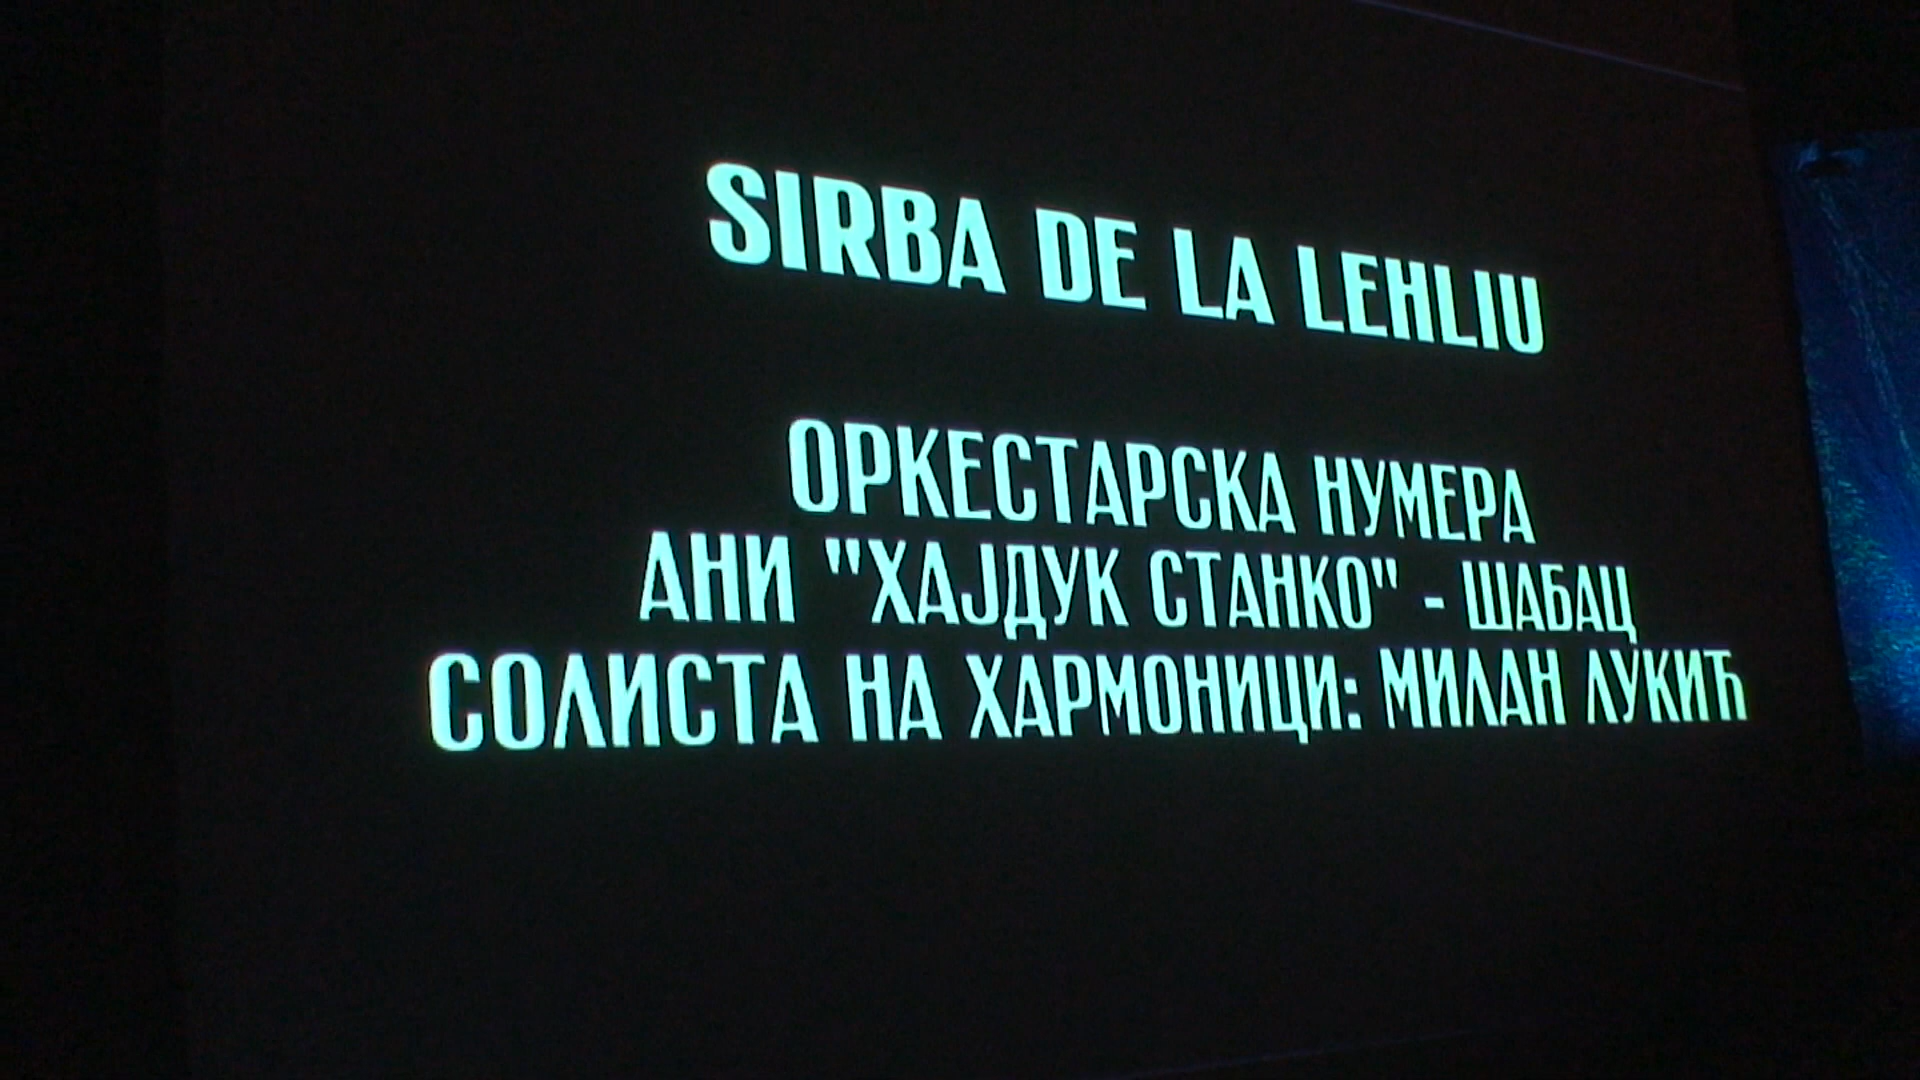 SIRBA DE LA LEHLIU
ОРКЕСТАРСКА НУМЕРА
АНИ "ХАЈДУК СТАНКО" - ШАБАЦ
СОЛИСТА НА ХАРМОНИЦИ: МИЛАН ЛУКИЋ